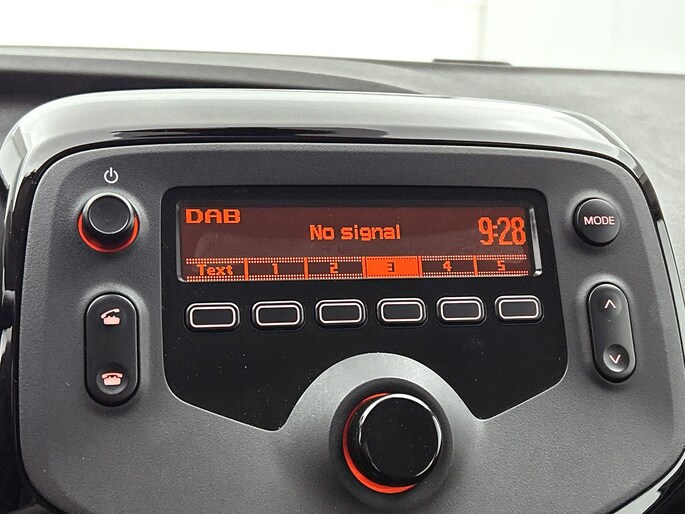 DAB
No signal
9:28
Text 1 2 3 4 5
MODE